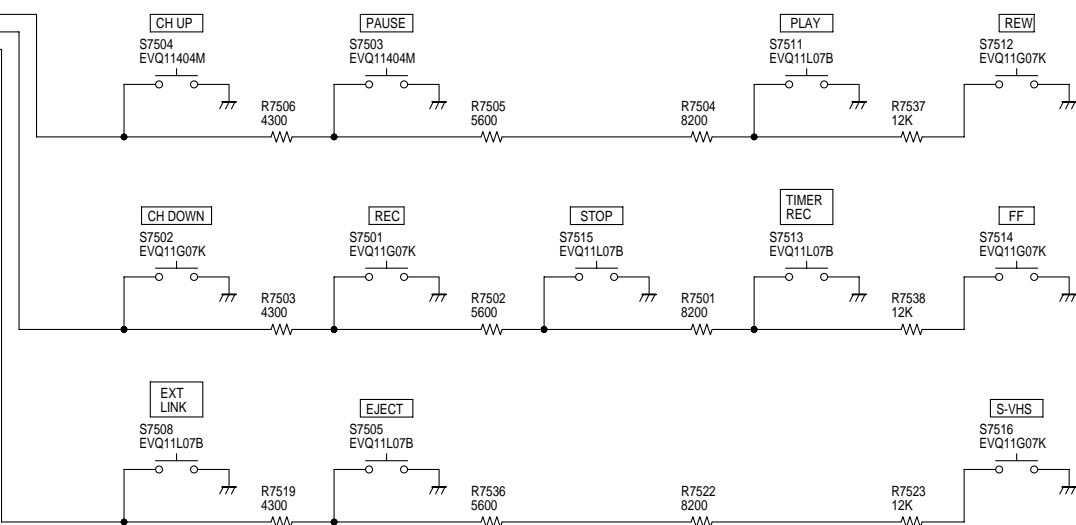 CH UP
PAUSE
PLAY
REW
S7504
EVQ11404M
S7503
EVQ11404M
S7511
EVQ11L07B
S7512
EVQ11G07K
R7506
4300
R7505
5600
R7504
8200
R7537
12K
CH DOWN
REC
STOP
TIMER
REC
FF
S7502
EVQ11G07K
S7501
EVQ11G07K
S7515
EVQ11L07B
S7513
EVQ11L07B
S7514
EVQ11G07K
R7503
4300
R7502
5600
R7501
8200
R7538
12K
EXT
LINK
EJECT
S-VHS
S7508
EVQ11L07B
S7505
EVQ11L07B
S7516
EVQ11G07K
R7519
4300
R7536
5600
R7522
8200
R7523
12K